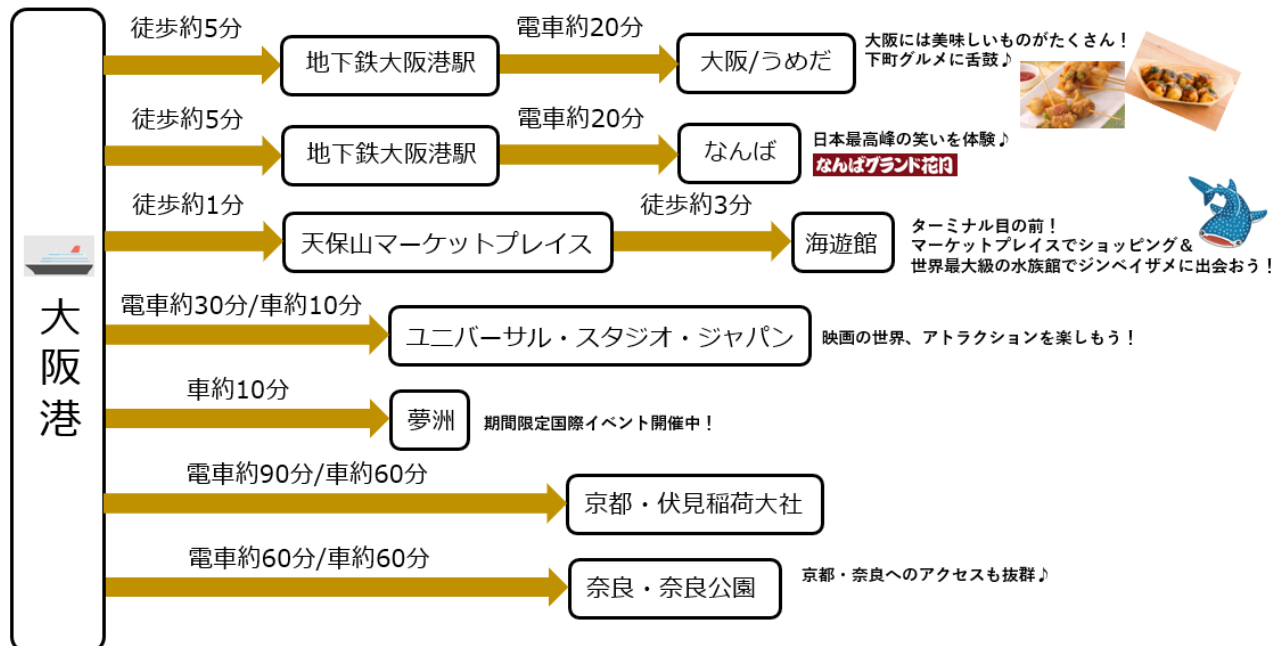 大阪港
徒歩約5分
地下鉄大阪港駅
電車約20分
大阪/うめだ
大阪には美味しいものがたくさん！
下町グルメに舌鼓♪
徒歩約5分
地下鉄大阪港駅
電車約20分
なんば
日本最高峰の笑いを体験♪
なんばグランド花月
徒歩約1分
天保山マーケットプレイス
徒歩約3分
海遊館
ターミナル目の前！
マーケットプレイスでショッピング＆
世界最大級の水族館でジンベイザメに出会おう！
電車約30分/車約10分
ユニバーサル・スタジオ・ジャパン
映画の世界、アトラクションを楽しもう！
車約10分
夢洲
期間限定国際イベント開催中！
電車約90分/車約60分
京都・伏見稲荷大社
電車約60分/車約60分
奈良・奈良公園
京都・奈良へのアクセスも抜群♪